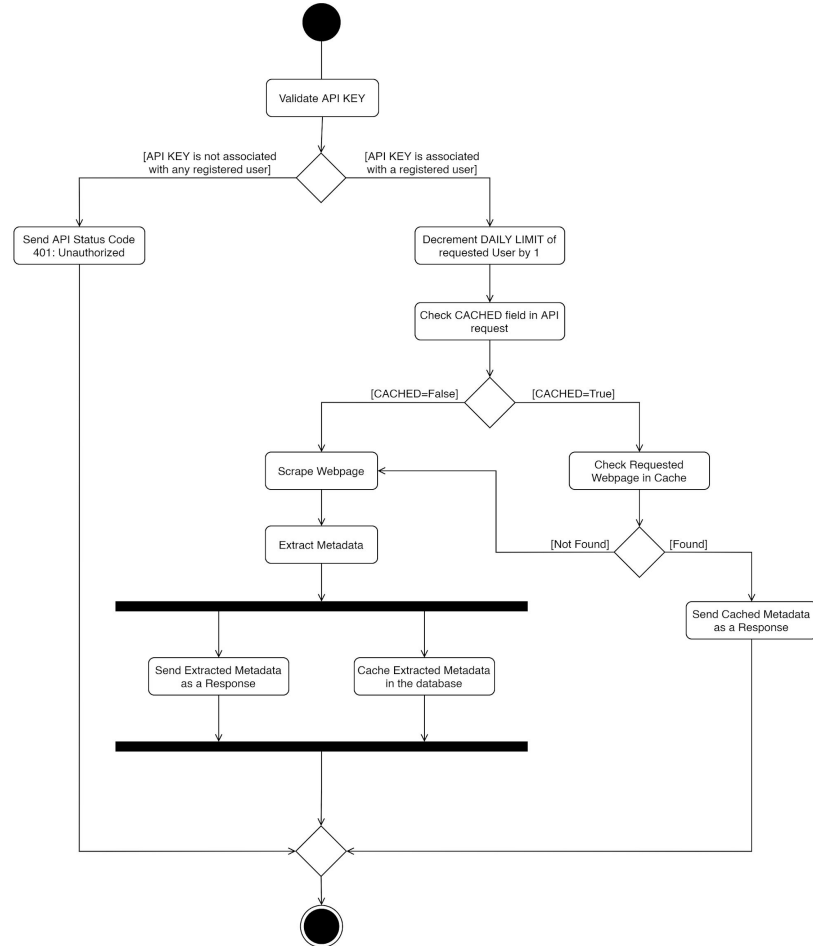 Validate API KEY
[API KEY is not associated
with any registered user]
[API KEY is associated
with a registered user]
Send API Status Code
401: Unauthorized
Decrement DAILY LIMIT of
requested User by 1
Check CACHED field in API
request
[CACHED=False]
[CACHED=True]
Scrape Webpage
Check Requested
Webpage in Cache
Extract Metadata
[Not Found]
[Found]
Send Cached Metadata
as a Response
Send Extracted Metadata
as a Response
Cache Extracted Metadata
in the database